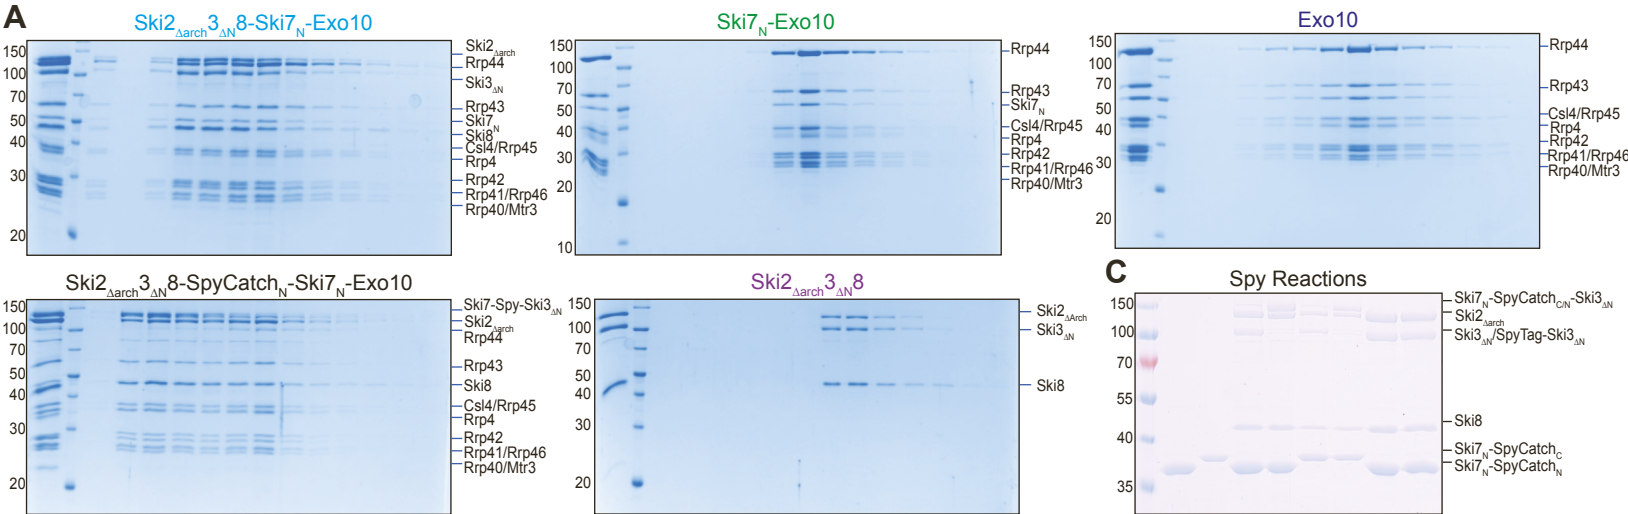 A
Ski2Δarch3ΔN8-Ski7N-Exo10
150
100
70
50
40
30
20
Ski2Δarch
Rrp44
Ski3ΔN
Rrp43
Ski7N
Ski8
Csl4/Rrp45
Rrp4
Rrp42
Rrp41/Rrp46
Rrp40/Mtr3
Ski7N-Exo10
150
100
70
50
40
30
20
10
Rrp44
Rrp43
Ski7N
Csl4/Rrp45
Rrp4
Rrp42
Rrp41/Rrp46
Rrp40/Mtr3
Exo10
150
100
70
50
40
30
20
Rrp44
Rrp43
Csl4/Rrp45
Rrp4
Rrp42
Rrp41/Rrp46
Rrp40/Mtr3
Ski2Δarch3ΔN8-SpyCatchN-Ski7N-Exo10
150
100
70
50
40
30
20
Ski7-Spy-Ski3ΔN
Ski2Δarch
Rrp44
Rrp43
Ski8
Csl4/Rrp45
Rrp4
Rrp42
Rrp41/Rrp46
Rrp40/Mtr3
Ski2Δarch3ΔN8
150
100
70
50
40
30
20
Ski2ΔArch
Ski3ΔN
Ski8
C
Spy Reactions
150
100
70
55
40
35
Ski7N-SpyCatchC/N-Ski3ΔN
Ski2Δarch
Ski3ΔN/SpyTag-Ski3ΔN
Ski8
Ski7N-SpyCatchC
Ski7N-SpyCatchN